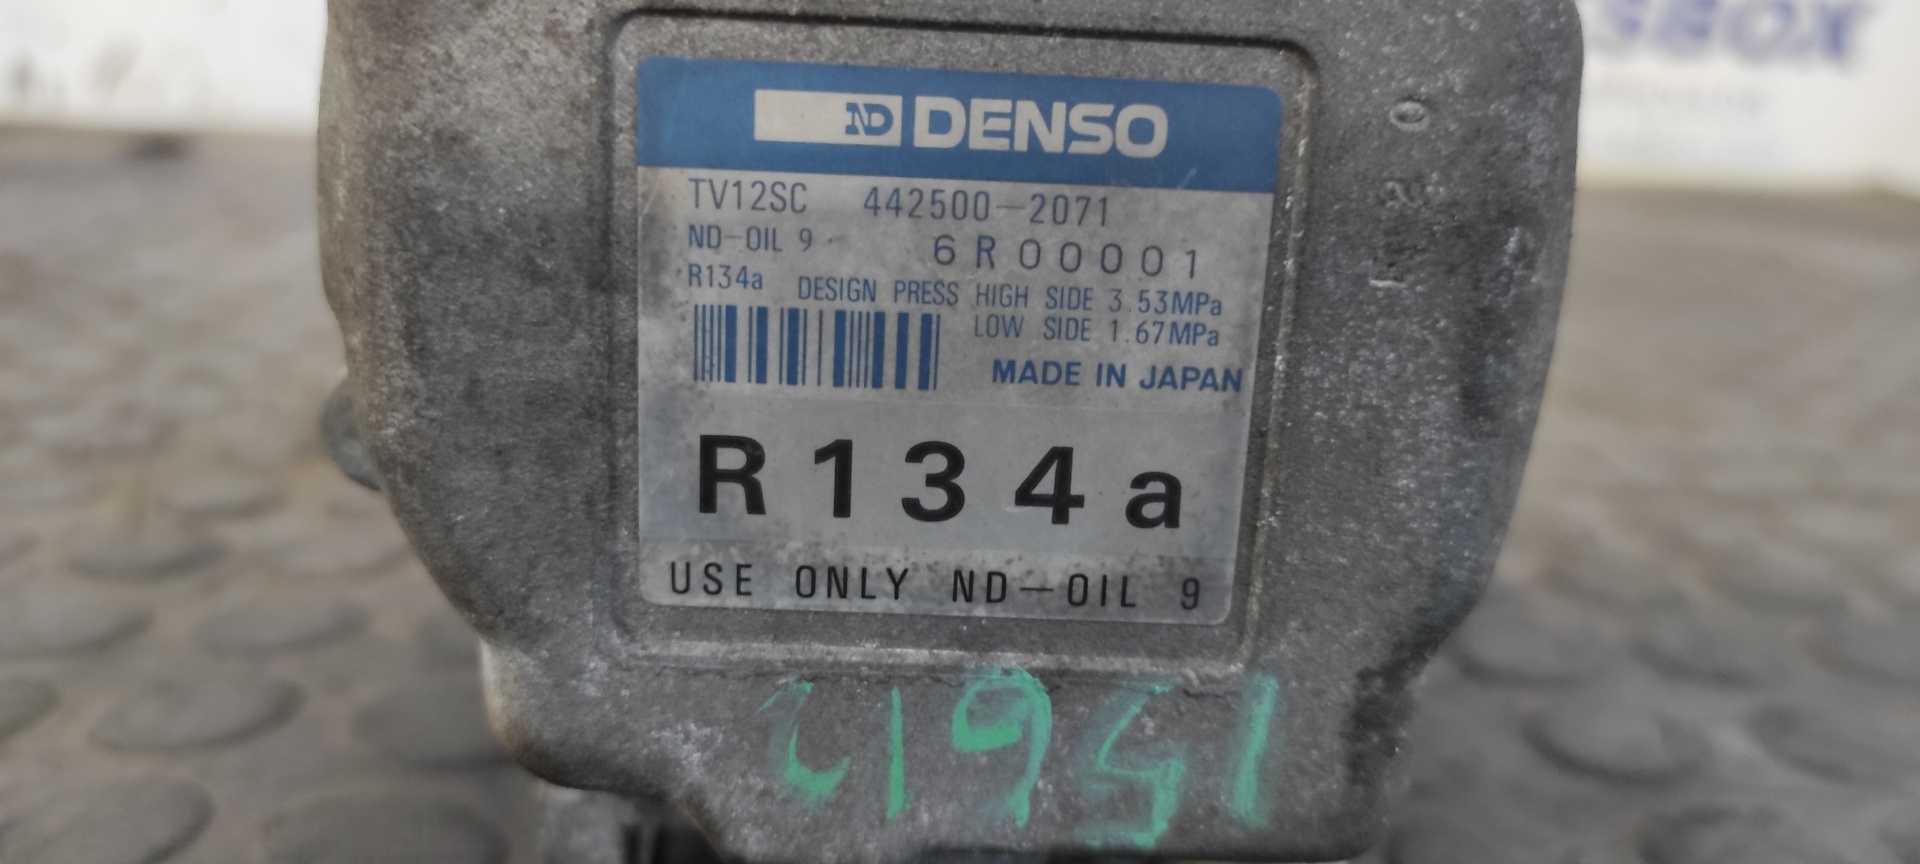 ND DENSO
TV12SC 442500-2071
ND-OIL 9 6R00001
R134a DESIGN PRESS HIGH SIDE 3.53MPa
LOW SIDE 1.67MPa
MADE IN JAPAN
R134a
USE ONLY ND-OIL 9